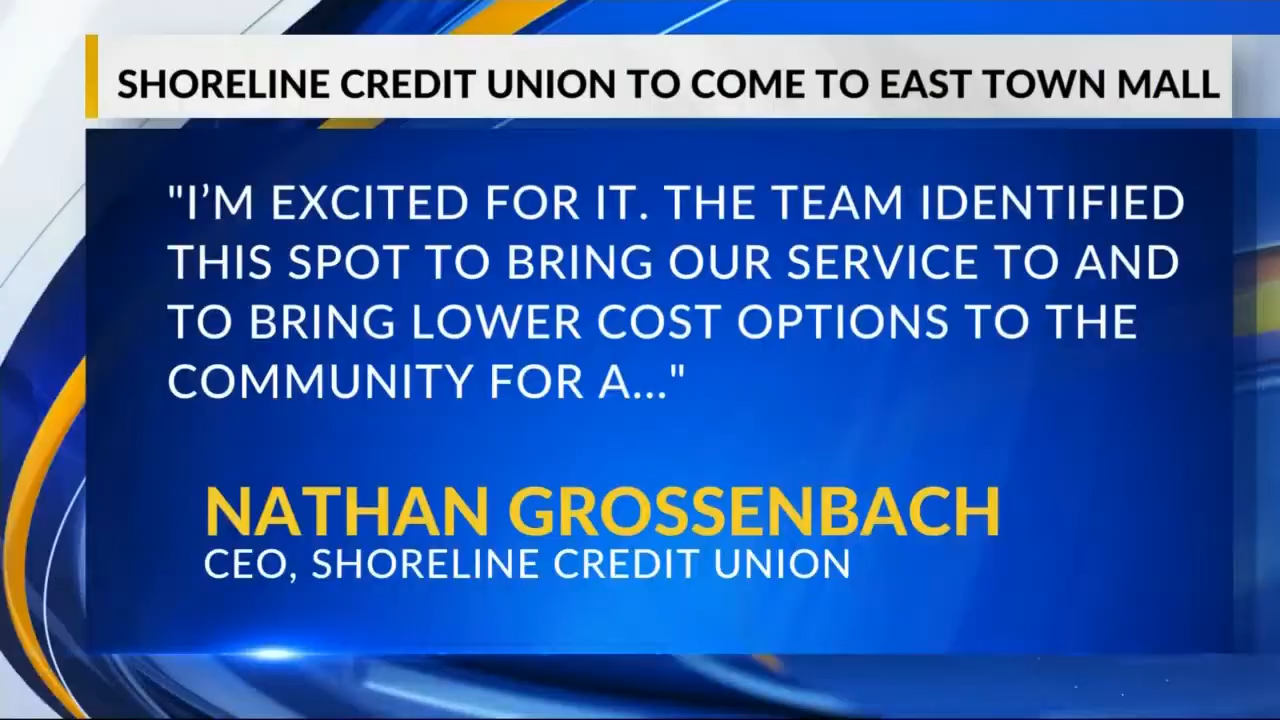 SHORELINE CREDIT UNION TO COME TO EAST TOWN MALL
"I’M EXCITED FOR IT. THE TEAM IDENTIFIED
THIS SPOT TO BRING OUR SERVICE TO AND
TO BRING LOWER COST OPTIONS TO THE
COMMUNITY FOR A..."
NATHAN GROSSENBACH
CEO, SHORELINE CREDIT UNION